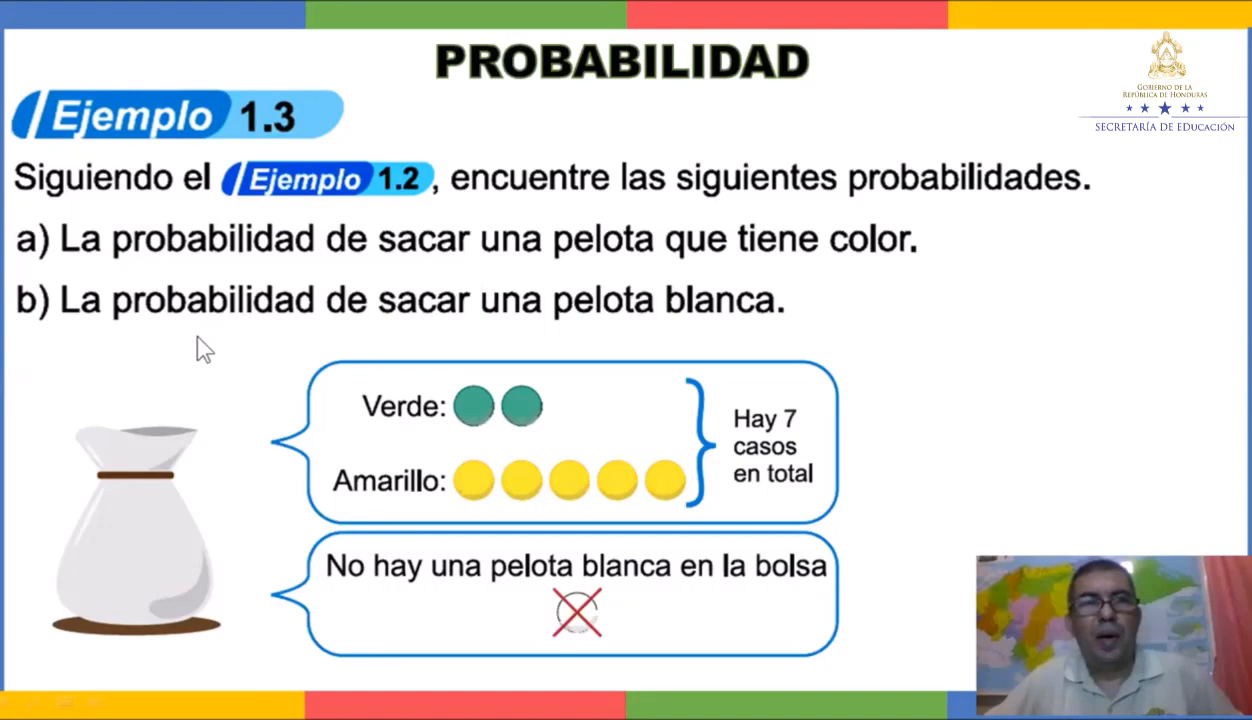 PROBABILIDAD
GOBIERNO DE LA
REPÚBLICA DE HONDURAS
SECRETARÍA DE EDUCACIÓN
Ejemplo 1.3
Siguiendo el Ejemplo 1.2, encuentre las siguientes probabilidades.
a) La probabilidad de sacar una pelota que tiene color.
b) La probabilidad de sacar una pelota blanca.
Verde:
Amarillo:
Hay 7
casos
en total
No hay una pelota blanca en la bolsa